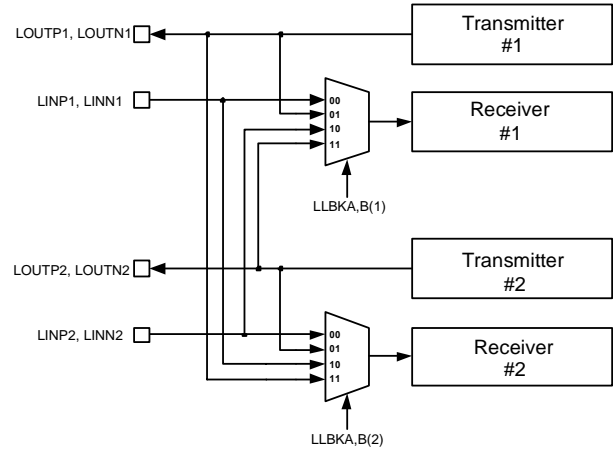 LOUTP1, LOUTN1
Transmitter
#1
LINP1, LINN1
00
01
10
11
Receiver
#1
LLBKA,B(1)
LOUTP2, LOUTN2
Transmitter
#2
LINP2, LINN2
00
01
10
11
Receiver
#2
LLBKA,B(2)